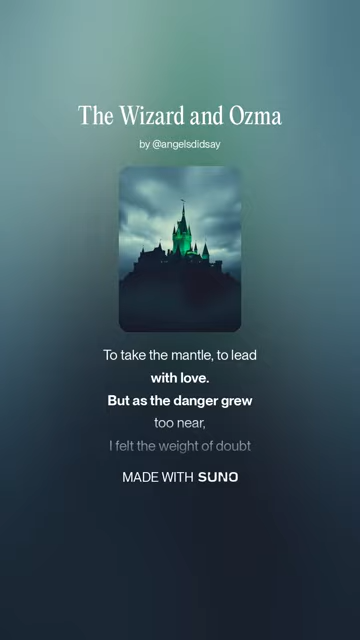 The Wizard and Ozma
by @angelsdidsay
To take the mantle, to lead
with love.
But as the danger grew
too near,
I felt the weight of doubt
MADE WITH SUNO